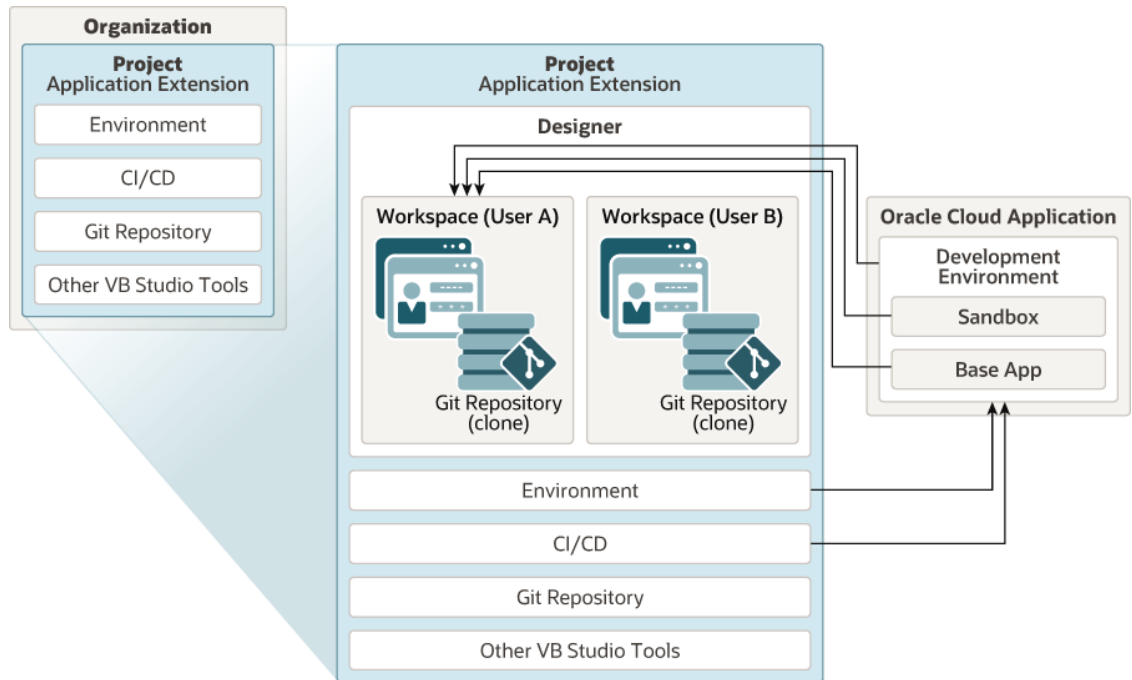 Organization
Project
Application Extension
Environment
CI/CD
Git Repository
Other VB Studio Tools
Project
Application Extension
Designer
Workspace (User A)
Git Repository
(clone)
Workspace (User B)
Git Repository
(clone)
Environment
CI/CD
Git Repository
Other VB Studio Tools
Oracle Cloud Application
Development
Environment
Sandbox
Base App